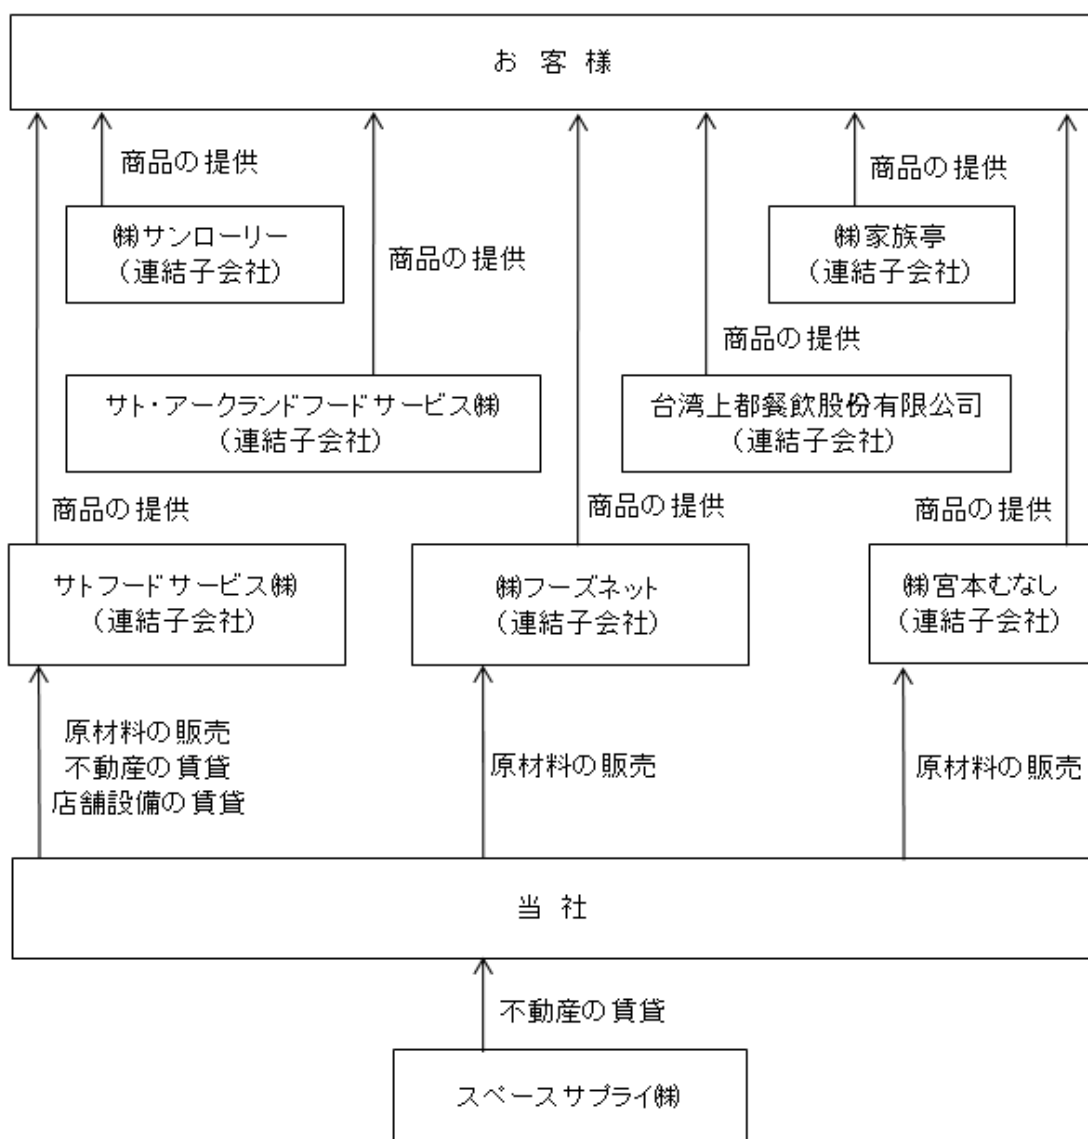 お 客 様
商品の提供
商品の提供
㈱サンローリー
（連結子会社）
㈱家族亭
（連結子会社）
商品の提供
商品の提供
サト・アークランドフードサービス㈱
（連結子会社）
台湾上都餐飲股份有限公司
（連結子会社）
商品の提供
商品の提供
商品の提供
サトフードサービス㈱
（連結子会社）
㈱フーズネット
（連結子会社）
㈱宮本むなし
（連結子会社）
原材料の販売
不動産の賃貸
店舗設備の賃貸
原材料の販売
原材料の販売
当 社
不動産の賃貸
スペースサプライ㈱